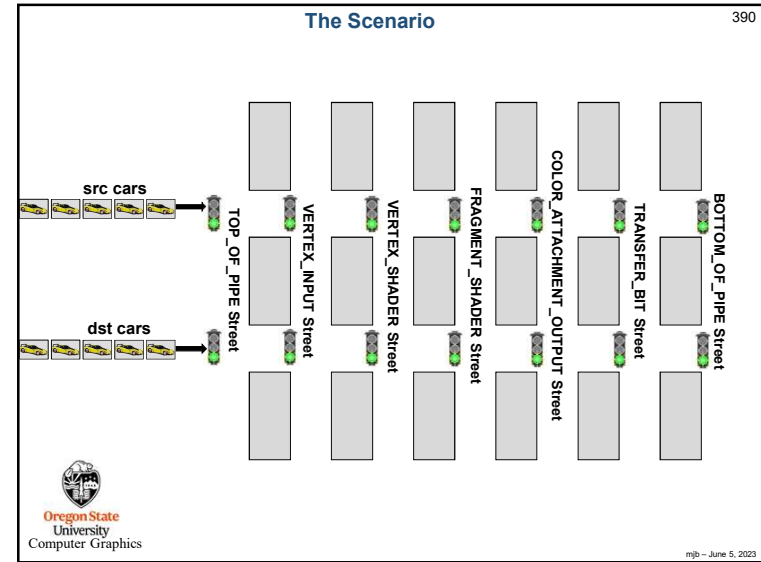 The Scenario
390
src cars
dst cars
TOP_OF_PIPE Street
VERTEX_INPUT Street
VERTEX_SHADER Street
FRAGMENT_SHADER Street
COLOR_ATTACHMENT_OUTPUT Street
TRANSFER_BIT Street
BOTTOM_OF_PIPE Street
Oregon State
University
Computer Graphics
mjb – June 5, 2023